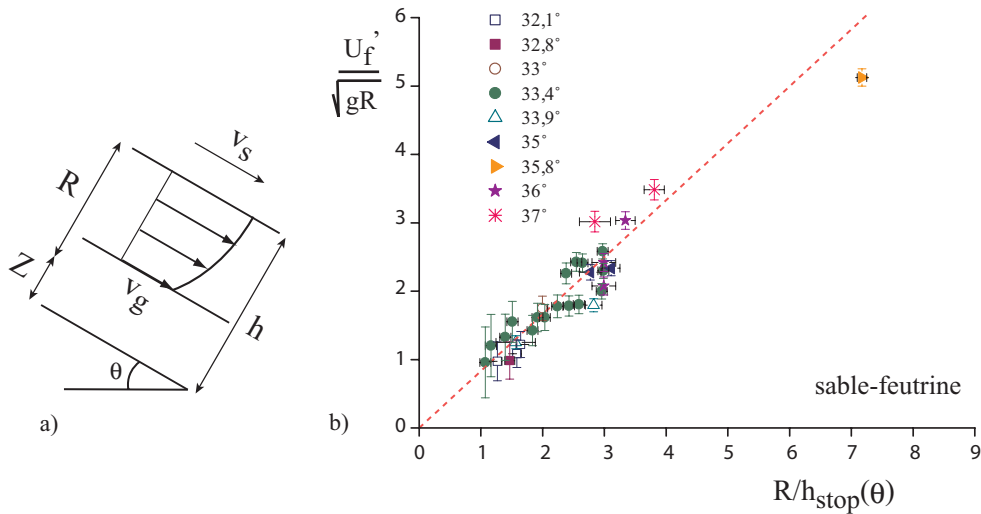 R
Z
v_s
v_g
h
θ
a)
U_f'
√gR
32,1°
32,8°
33°
33,4°
33,9°
35°
35,8°
36°
37°
6
5
4
3
2
1
0
0 1 2 3 4 5 6 7 8 9
sable-feutrine
b)
R/h_stop(θ)